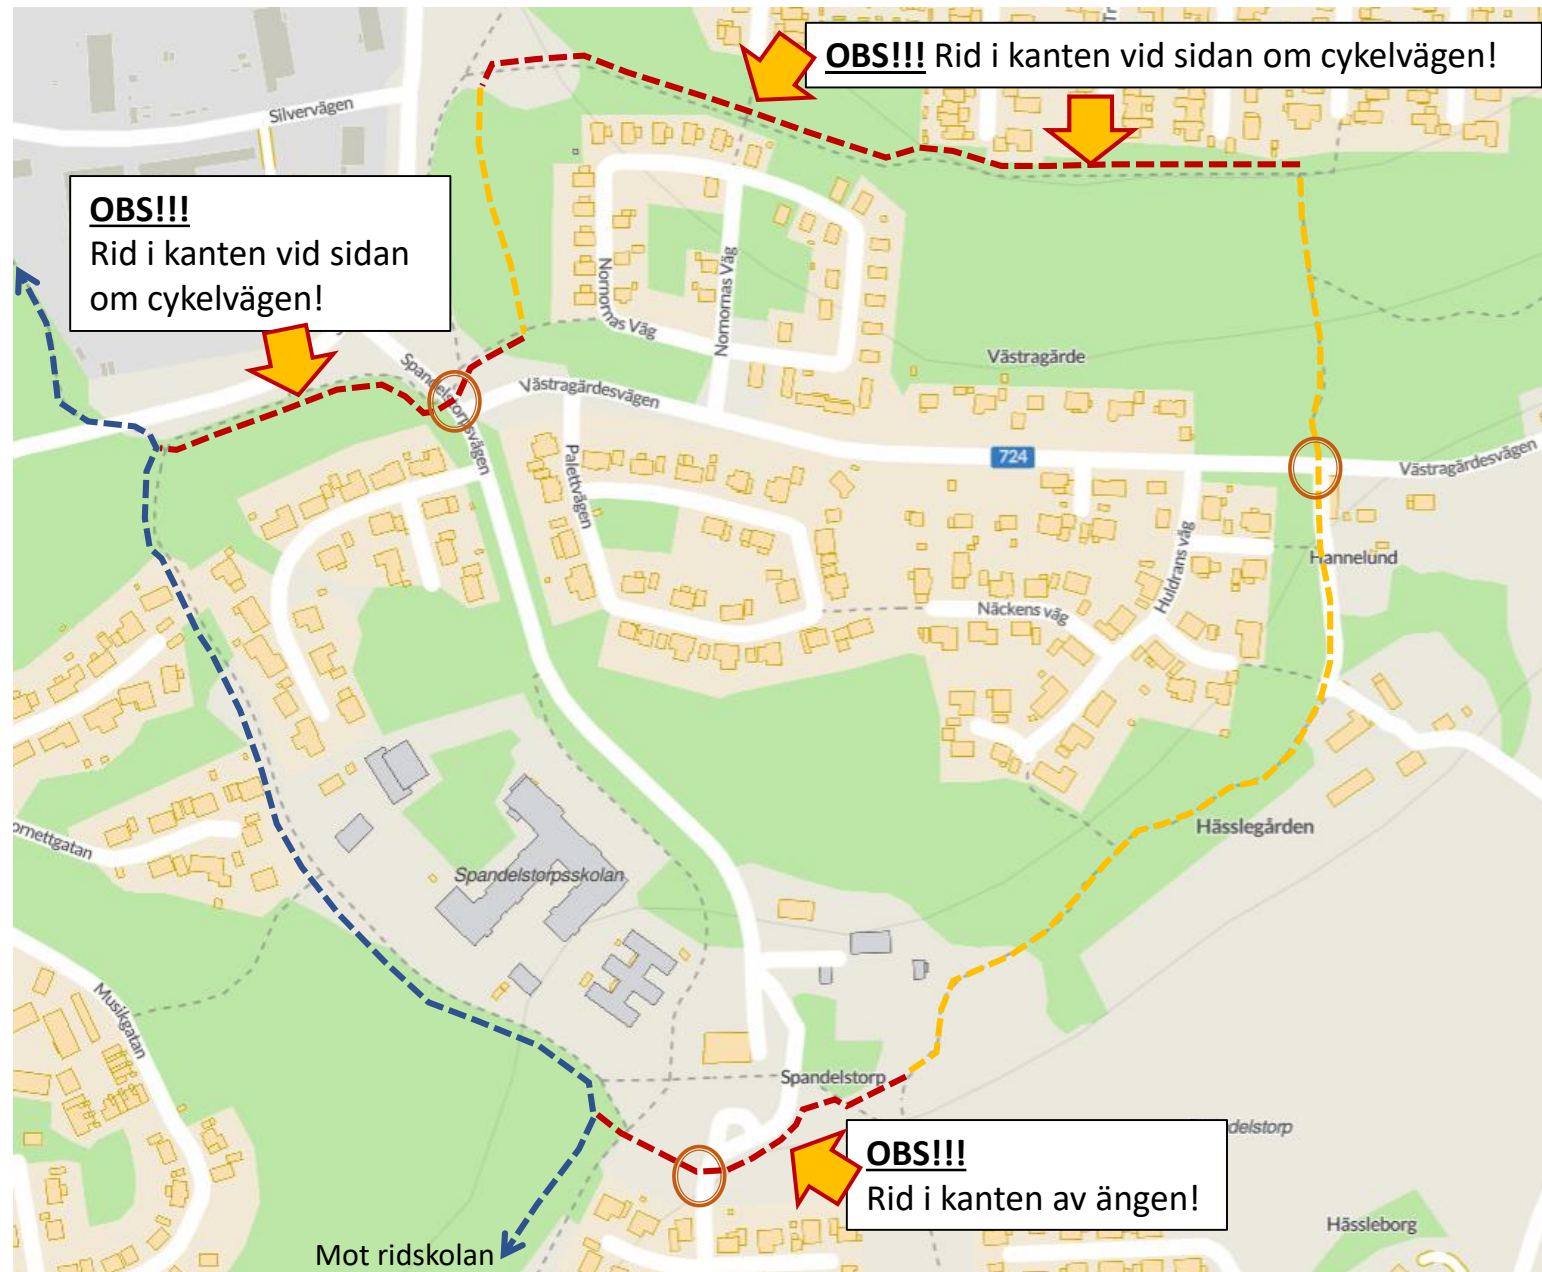 OBS!!! Rid i kanten vid sidan om cykelvägen!
Silvervägen
OBS!!!
Rid i kanten vid sidan
om cykelvägen!
Nornornas Väg
Nornornas Väg
Västragärde
Spandelstorpsvägen
Västragärdesvägen
724
Västragärdesvägen
Palettvägen
Huldrans väg
Hannelund
Näckens väg
Hässlegården
ornettgatan
Spandelstorpsskolan
Musikgatan
Spandelstorp
OBS!!!
Rid i kanten av ängen!
delstorp
Hässleborg
Mot ridskolan